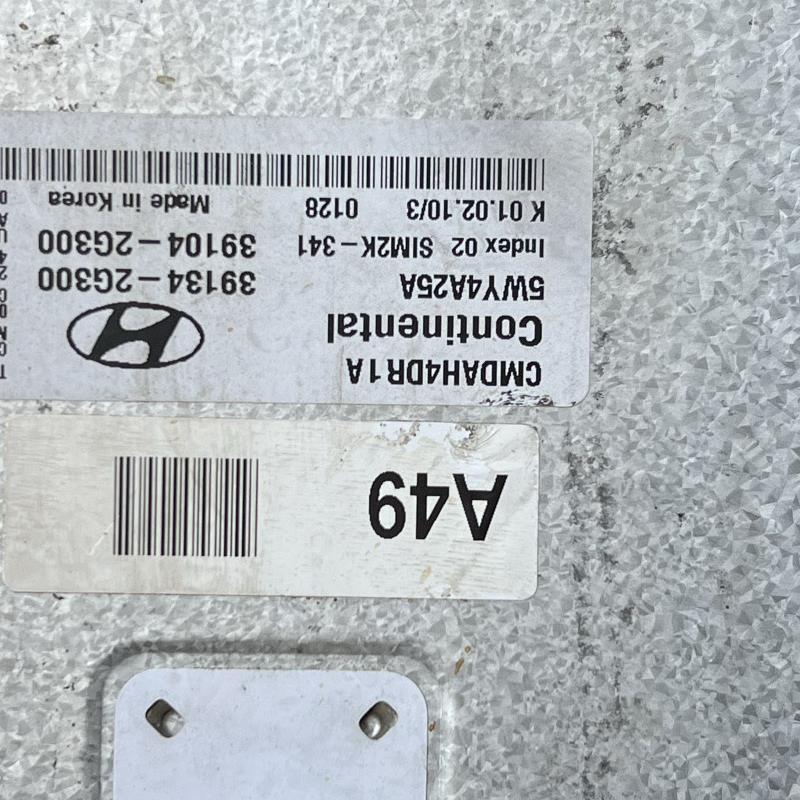 A49
CMDAH4DR1A
Continental
5WY4A25A 39134-2G300
Index 02 SIM2K-341 39104-2G300
K 01.02.10/3 0128 Made in Korea